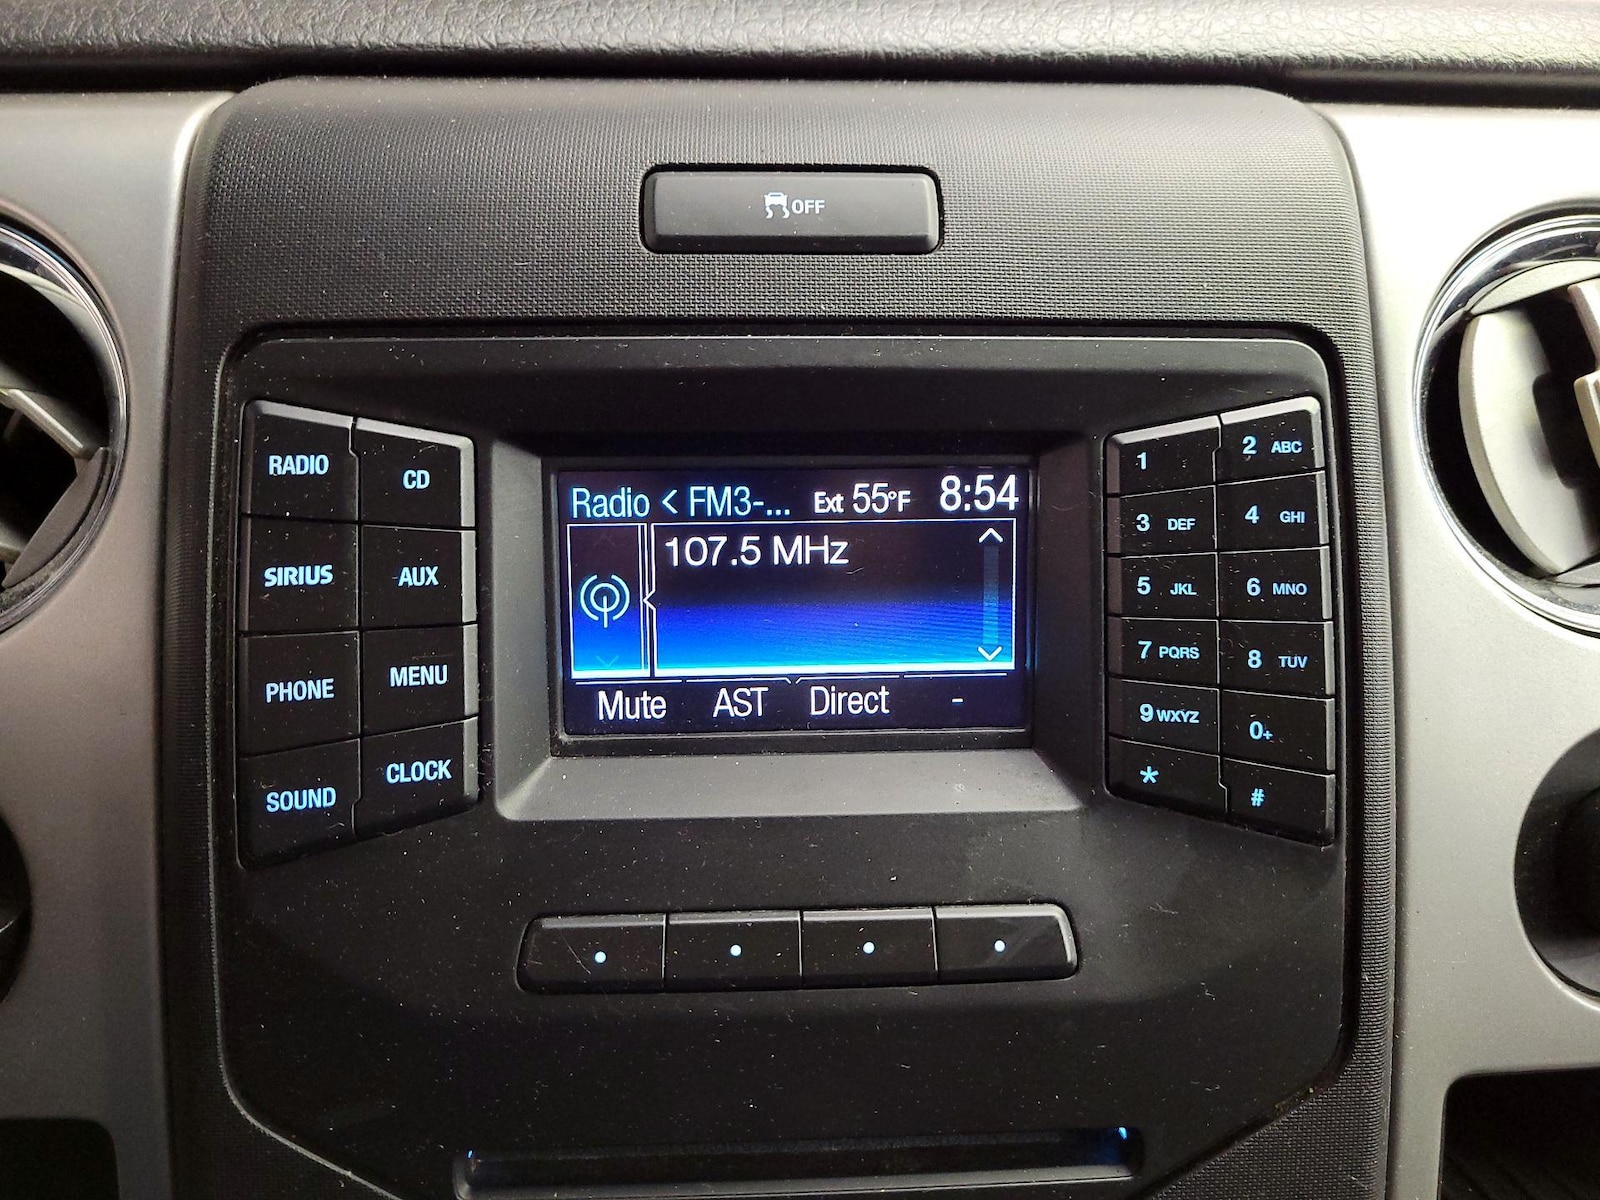 OFF
RADIO
CD
SIRIUS
AUX
PHONE
MENU
SOUND
CLOCK
Radio < FM3-... Ext 55°F 8:54
107.5 MHz
Mute AST Direct -
1
2 ABC
3 DEF
4 GHI
5 JKL
6 MNO
7 PQRS
8 TUV
9 WXYZ
0+
*
#